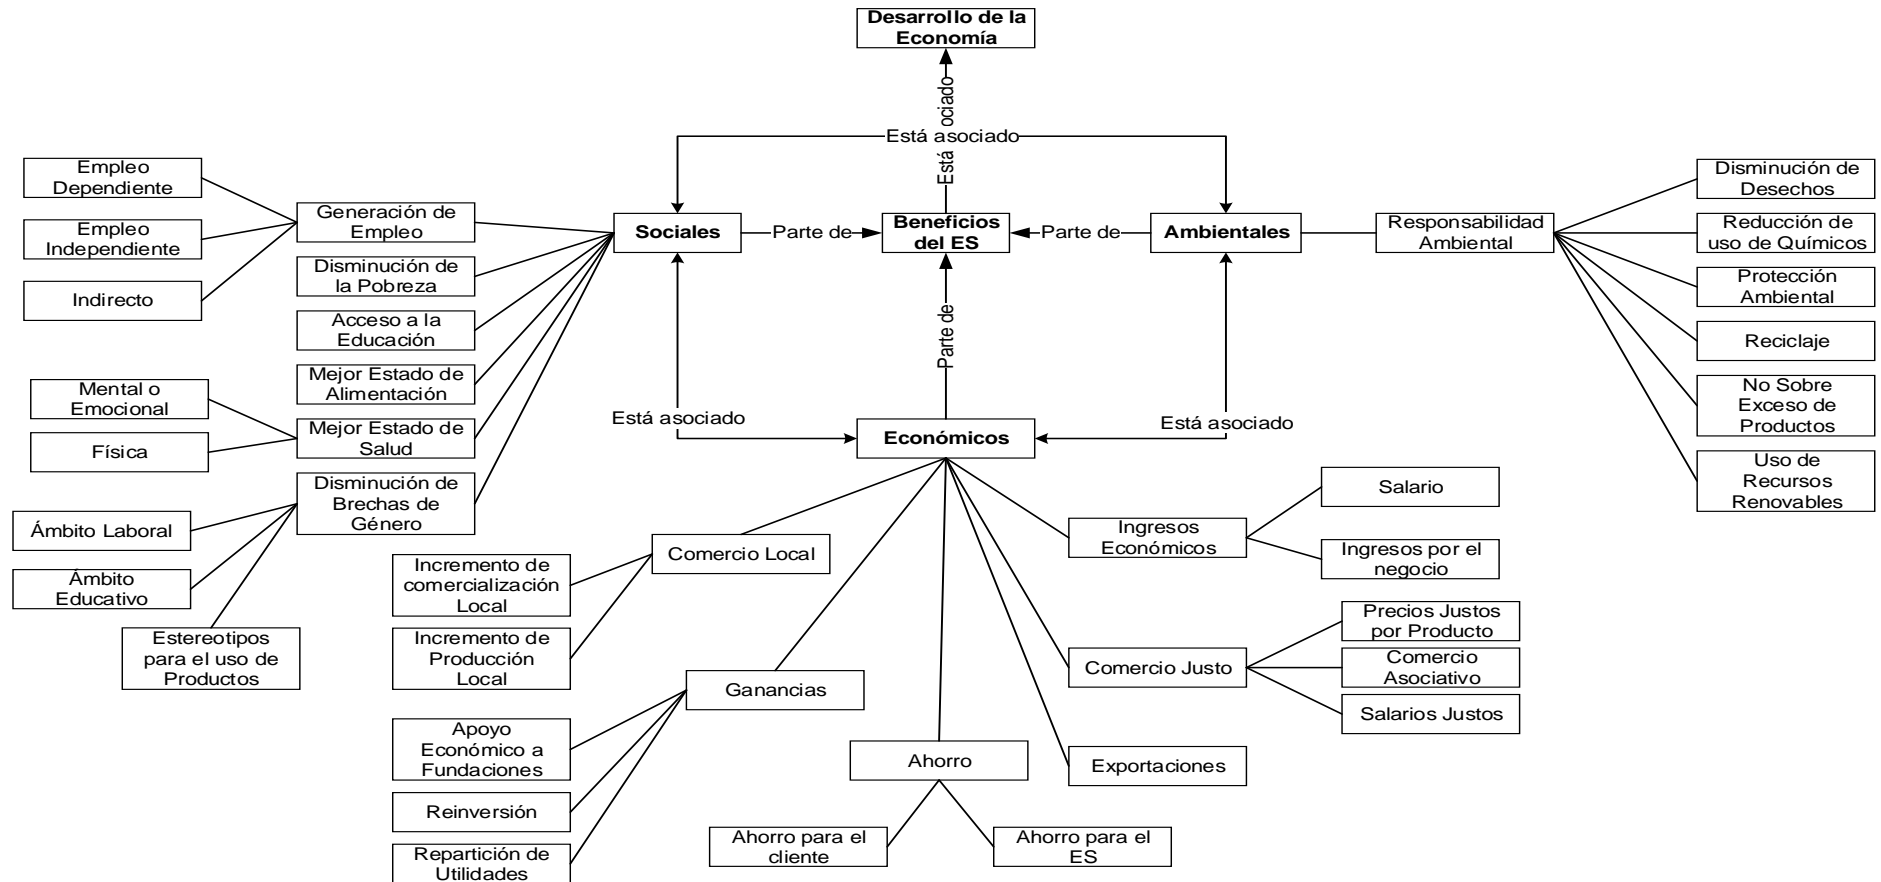 Desarrollo de la
Economía
Está ociado
Está asociado
Empleo
Dependiente
Empleo
Independiente
Indirecto
Generación de
Empleo
Disminución de
la Pobreza
Acceso a la
Educación
Mejor Estado de
Alimentación
Mejor Estado de
Salud
Disminución de
Brechas de
Género
Mental o
Emocional
Física
Ámbito Laboral
Ámbito
Educativo
Estereotipos
para el uso de
Productos
Sociales
Parte de
Beneficios
del ES
Parte de
Ambientales
Responsabilidad
Ambiental
Disminución de
Desechos
Reducción de
uso de Químicos
Protección
Ambiental
Reciclaje
No Sobre
Exceso de
Productos
Uso de
Recursos
Renovables
Parte de
Está asociado
Económicos
Está asociado
Comercio Local
Incremento de
comercialización
Local
Incremento de
Producción
Local
Ganancias
Apoyo
Económico a
Fundaciones
Reinversión
Repartición de
Utilidades
Ahorro
Ahorro para el
cliente
Ahorro para el
ES
Ingresos
Económicos
Salario
Ingresos por el
negocio
Comercio Justo
Precios Justos
por Producto
Comercio
Asociativo
Salarios Justos
Exportaciones